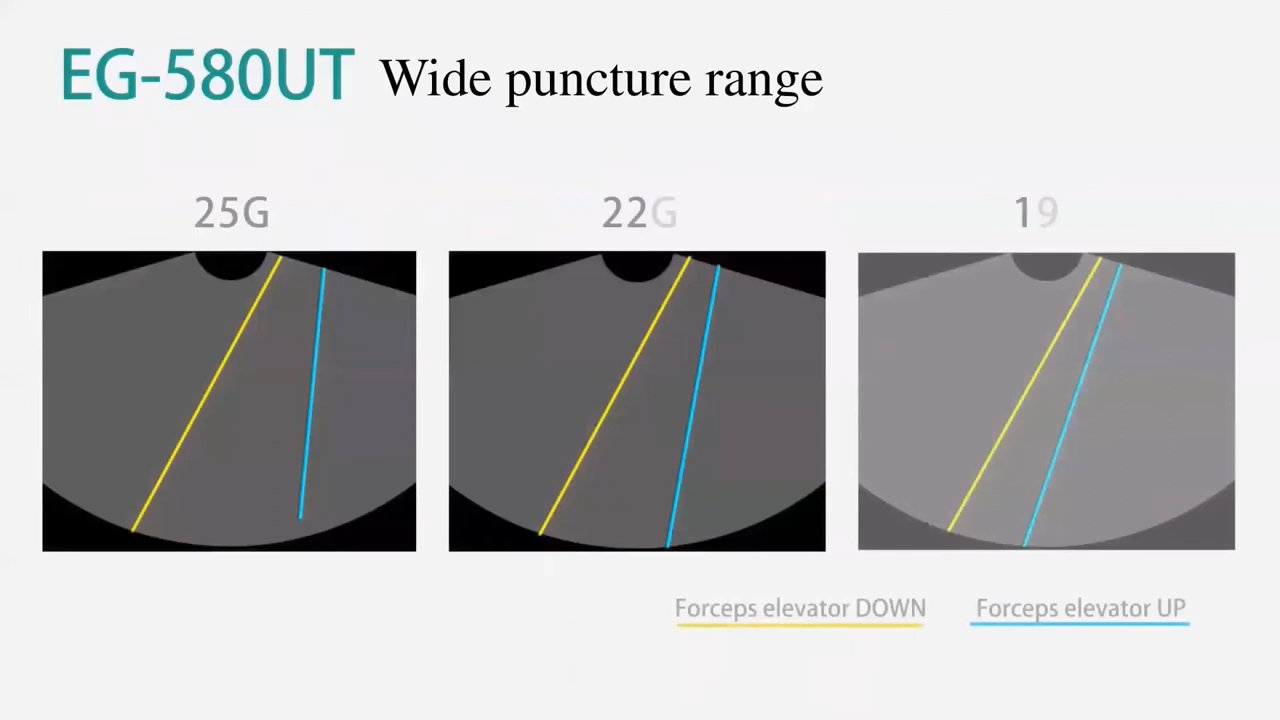 EG-580UT Wide puncture range
25G 22G 19
Forceps elevator DOWN Forceps elevator UP